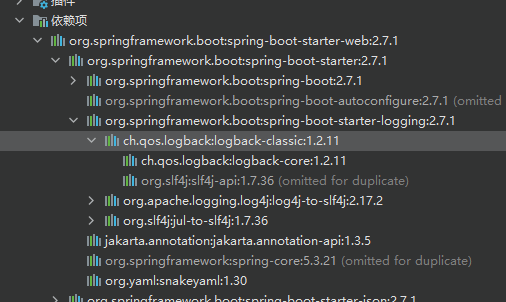 插件
依赖项
org.springframework.boot:spring-boot-starter-web:2.7.1
org.springframework.boot:spring-boot-starter:2.7.1
org.springframework.boot:spring-boot:2.7.1
org.springframework.boot:spring-boot-autoconfigure:2.7.1 (omitted
org.springframework.boot:spring-boot-starter-logging:2.7.1
ch.qos.logback:logback-classic:1.2.11
ch.qos.logback:logback-core:1.2.11
org.slf4j:slf4j-api:1.7.36 (omitted for duplicate)
org.apache.logging.log4j:log4j-to-slf4j:2.17.2
org.slf4j:jul-to-slf4j:1.7.36
jakarta.annotation:jakarta.annotation-api:1.3.5
org.springframework:spring-core:5.3.21 (omitted for duplicate)
org.yaml:snakeyaml:1.30
org.springframework.boot:spring-boot-starter-json:2.7.1